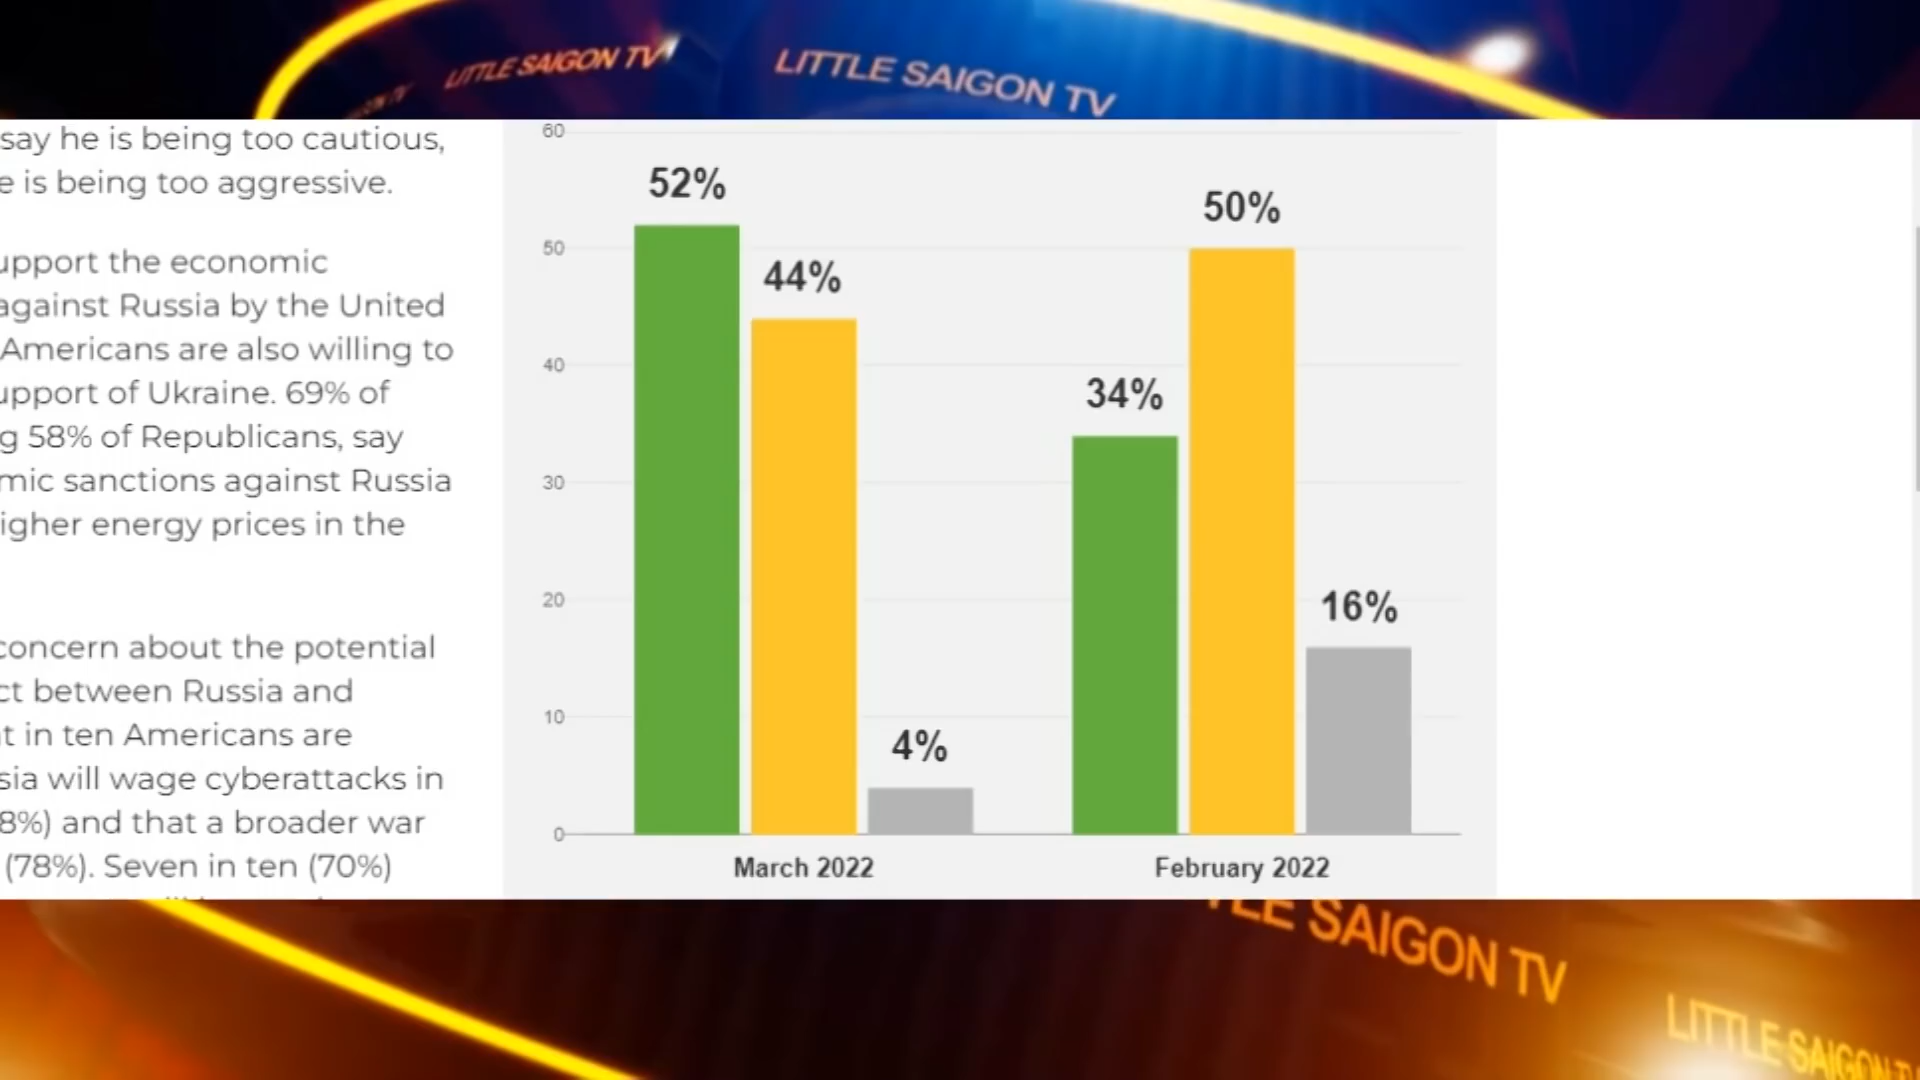 LITTLE SAIGON TV
LITTLE SAIGON TV
say he is being too cautious,
e is being too aggressive.
upport the economic
against Russia by the United
Americans are also willing to
upport of Ukraine. 69% of
g 58% of Republicans, say
mic sanctions against Russia
igher energy prices in the
concern about the potential
ct between Russia and
t in ten Americans are
sia will wage cyberattacks in
8%) and that a broader war
(78%). Seven in ten (70%)
60
50
40
30
20
10
0
52%
44%
4%
34%
50%
16%
March 2022
February 2022
TLE SAIGON TV
LITTLE SAIGON TV